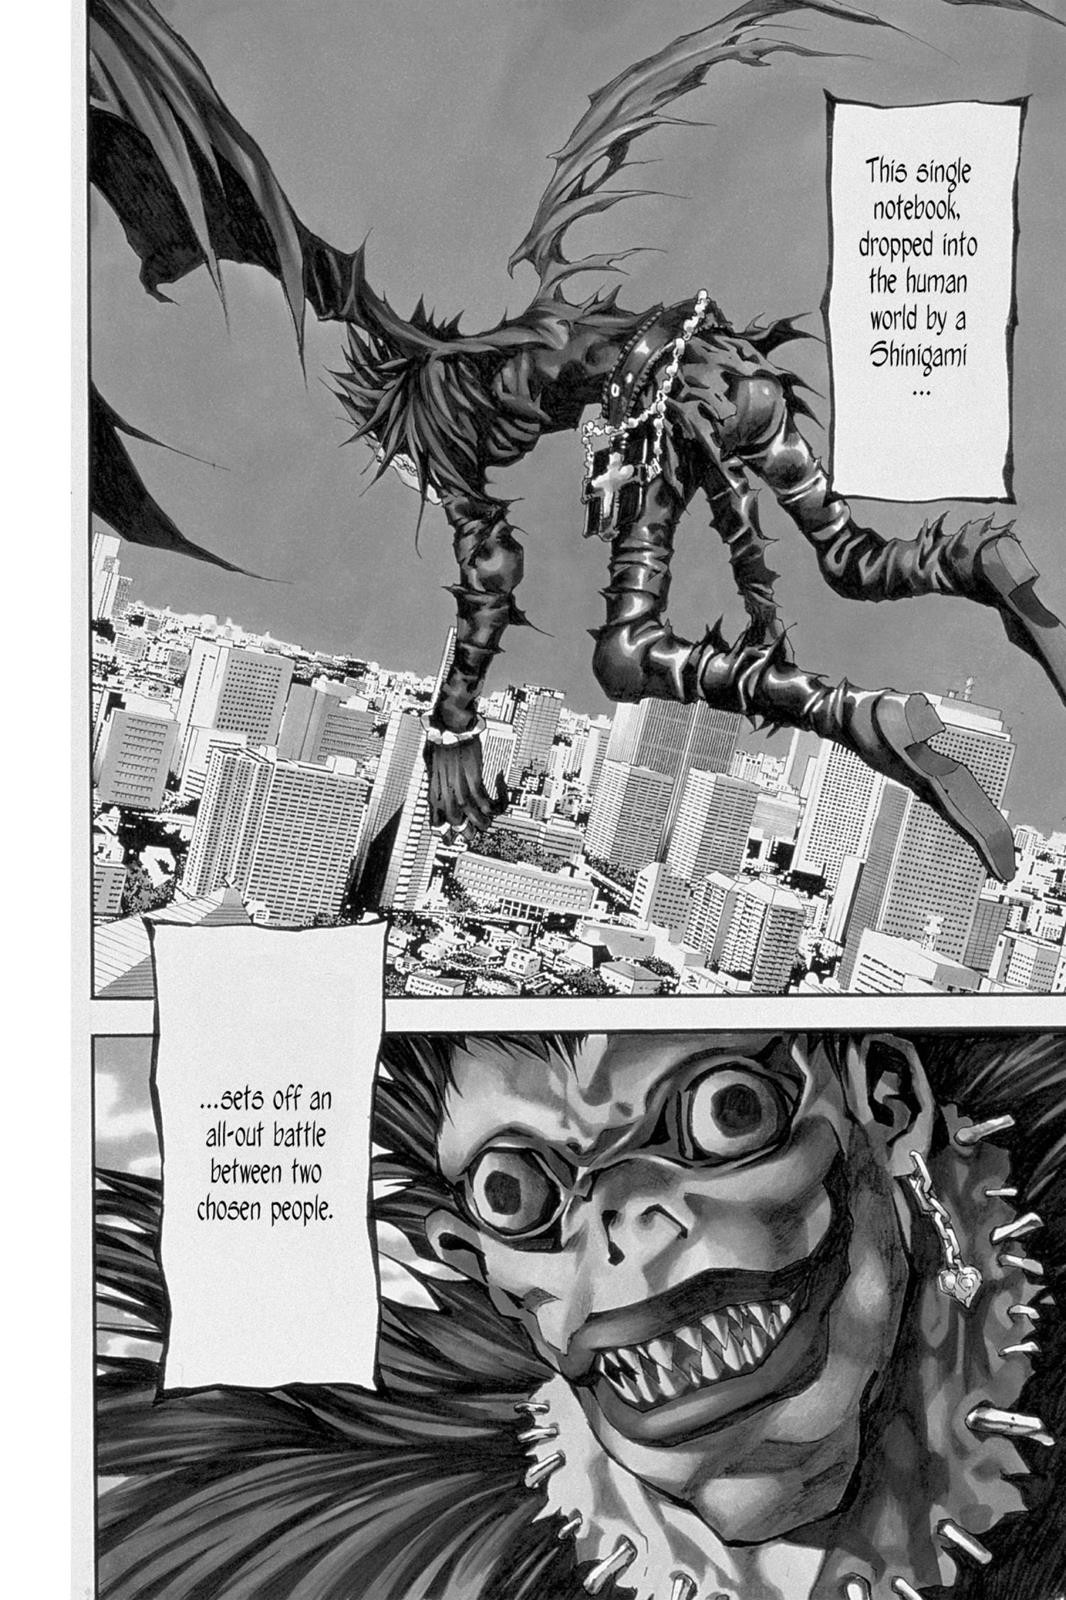 This single
notebook,
dropped into
the human
world by a
Shinigami
...
...sets off an
all-out battle
between two
chosen people.